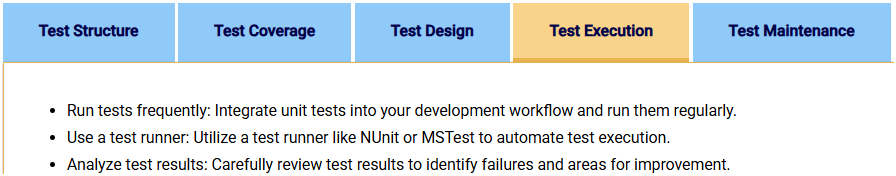 Test Structure Test Coverage Test Design Test Execution Test Maintenance
• Run tests frequently: Integrate unit tests into your development workflow and run them regularly.
• Use a test runner: Utilize a test runner like NUnit or MSTest to automate test execution.
• Analyze test results: Carefully review test results to identify failures and areas for improvement.